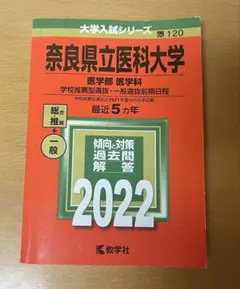 大学入試シリーズ
120
奈良県立医科大学
医学部 医学科
学校推薦型選抜・一般選抜前期日程
最近5カ年
総合推薦
+
一般
傾向と対策
過去問
解答
2022
教学社